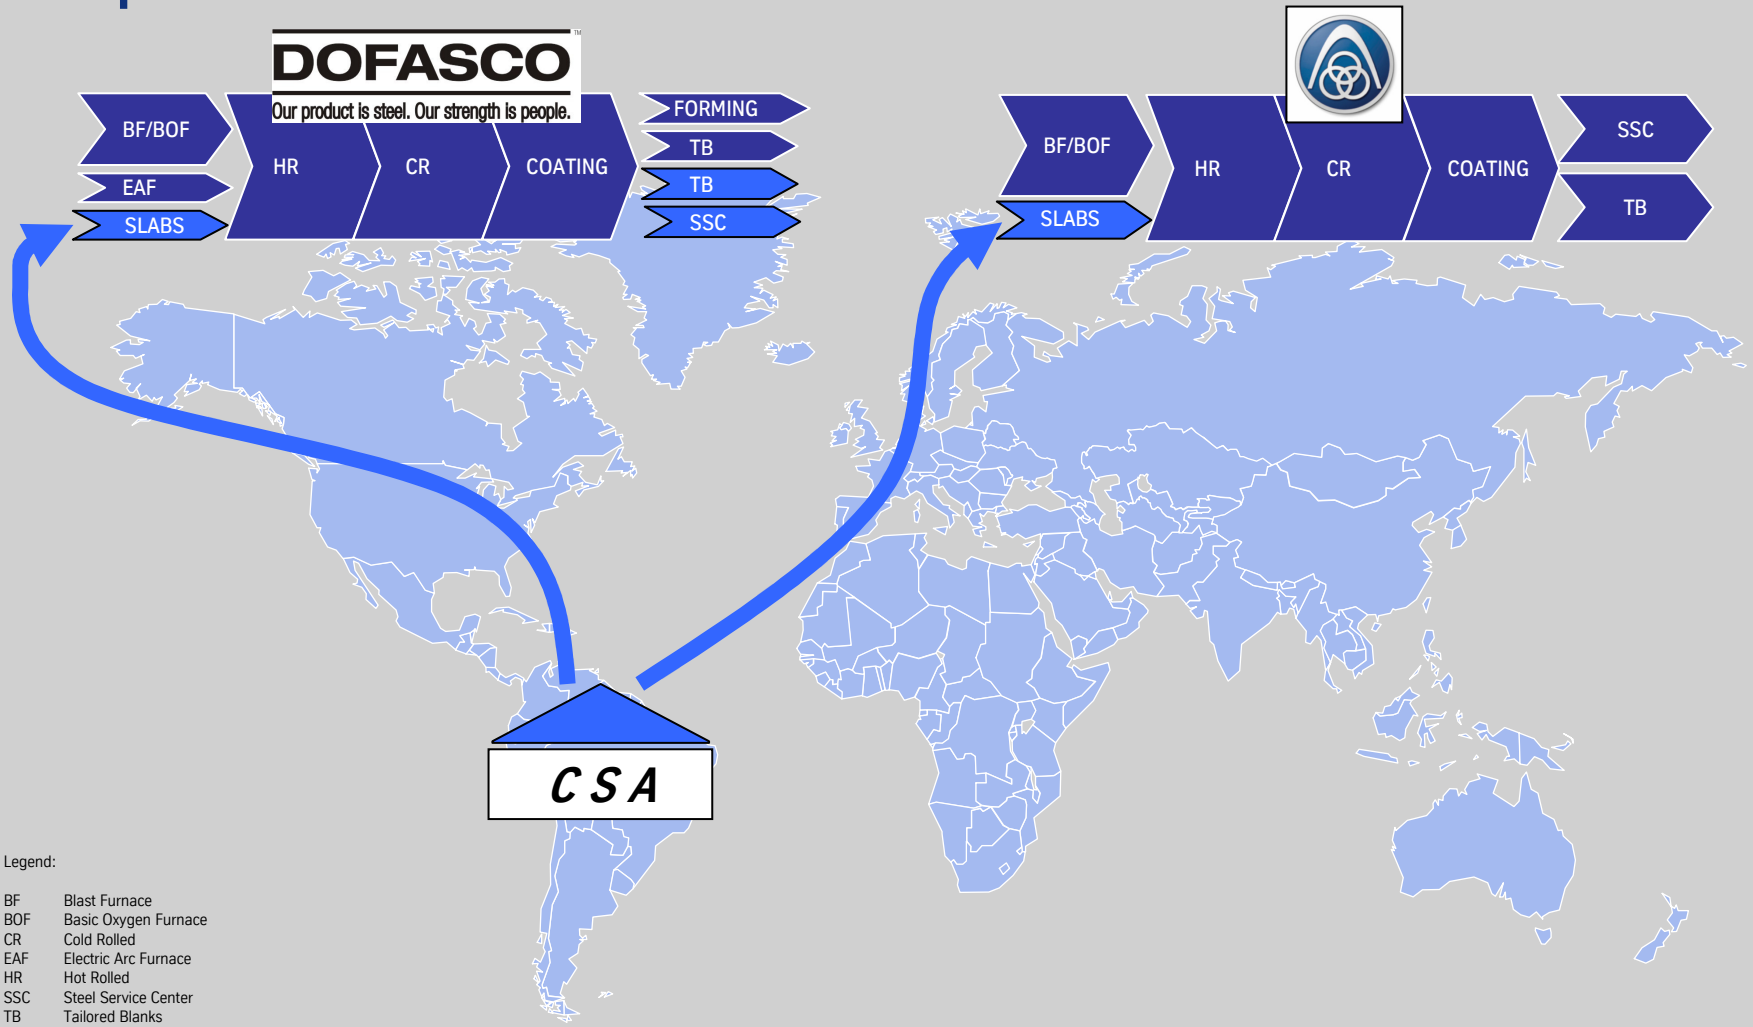 DOFASCO
TM
Our product is steel. Our strength is people.
BF/BOF
EAF
SLABS
HR
CR
COATING
FORMING
TB
TB
SSC
BF/BOF
SLABS
HR
CR
COATING
SSC
TB
CSA
Legend:
BF Blast Furnace
BOF Basic Oxygen Furnace
CR Cold Rolled
EAF Electric Arc Furnace
HR Hot Rolled
SSC Steel Service Center
TB Tailored Blanks